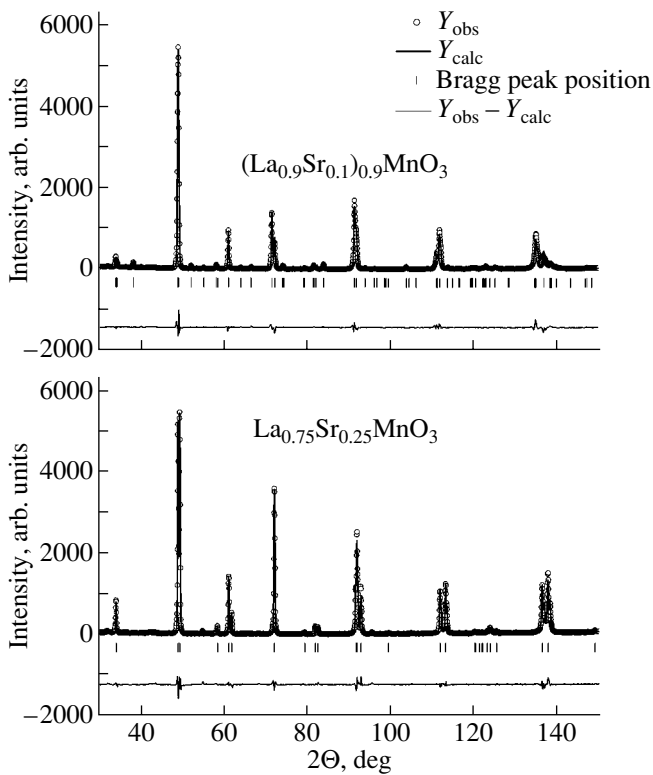 6000
4000
2000
0
−2000
Intensity, arb. units
Y_obs
Y_calc
Bragg peak position
Y_obs – Y_calc
(La_0.9Sr_0.1)_0.9MnO_3
6000
4000
2000
0
−2000
Intensity, arb. units
La_0.75Sr_0.25MnO_3
40 60 80 100 120 140
2Θ, deg